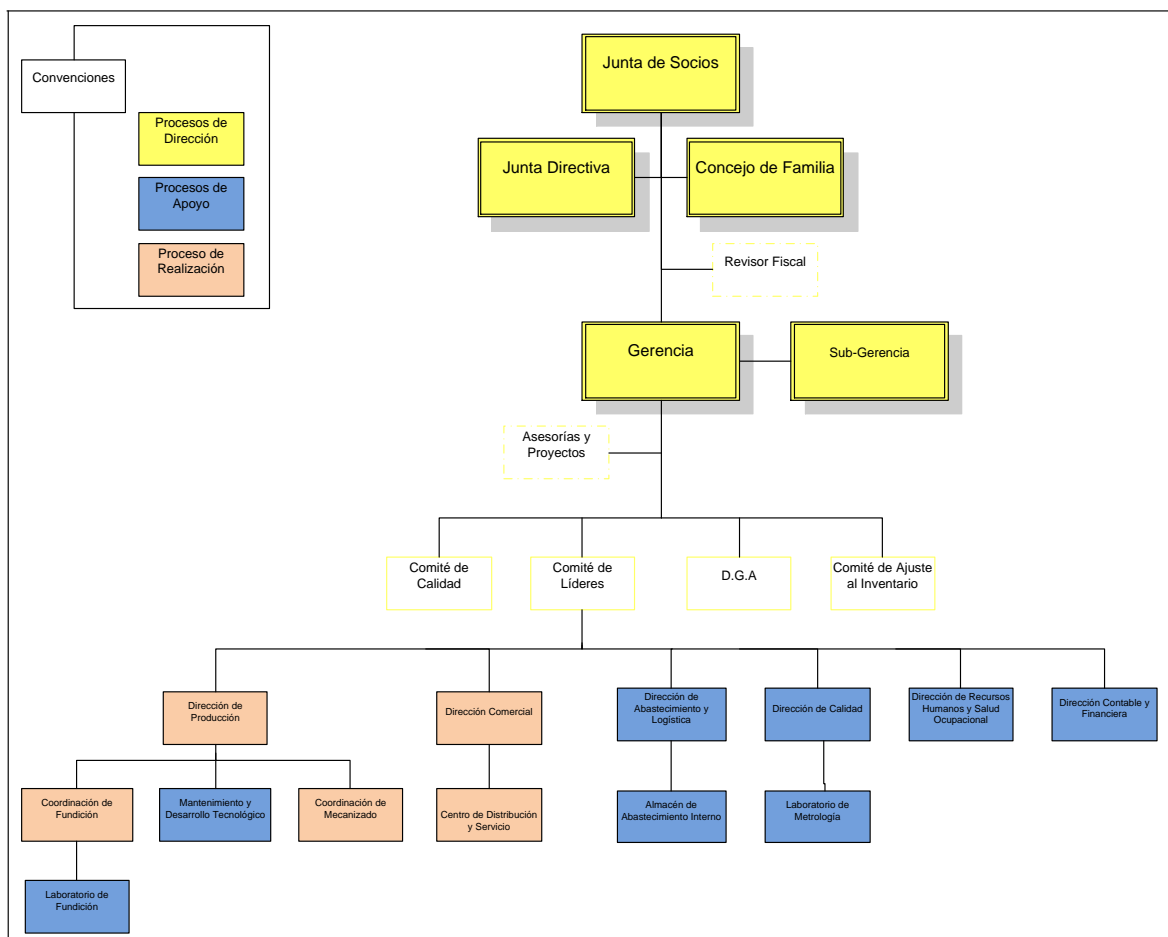 Convenciones
Procesos de
Dirección
Procesos de
Apoyo
Proceso de
Realización
Junta de Socios
Junta Directiva
Concejo de Familia
Revisor Fiscal
Gerencia
Sub-Gerencia
Asesorías y
Proyectos
Comité de
Calidad
Comité de
Líderes
D.G.A
Comité de Ajuste
al Inventario
Dirección de
Producción
Dirección Comercial
Dirección de
Abastecimiento y
Logística
Dirección de Calidad
Dirección de Recursos
Humanos y Salud
Ocupacional
Dirección Contable y
Financiera
Coordinación de
Fundición
Mantenimiento y
Desarrollo Tecnológico
Coordinación de
Mecanizado
Centro de Distribución
y Servicio
Almacén de
Abastecimiento Interno
Laboratorio de
Metrología
Laboratorio de
Fundición